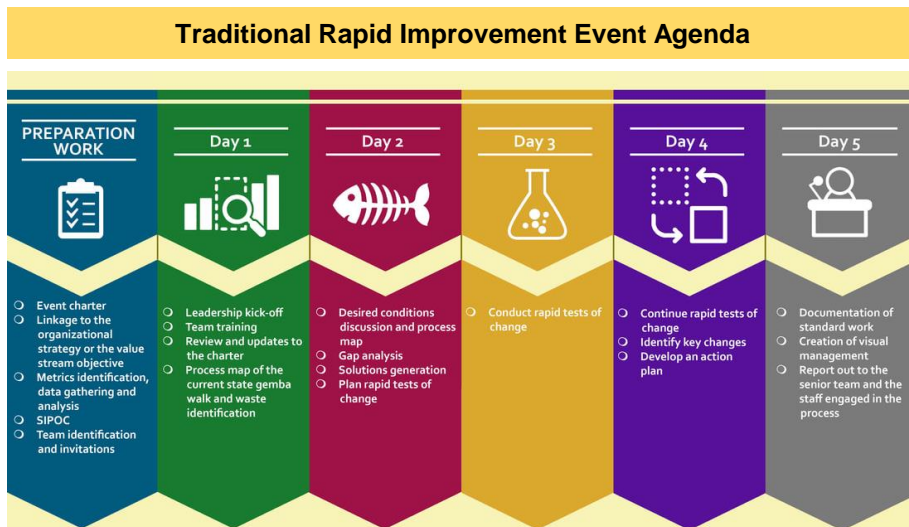 Traditional Rapid Improvement Event Agenda
PREPARATION
WORK
Event charter
Linkage to the
organizational
strategy or the value
stream objective
Metrics identification,
data gathering and
analysis
SIPOC
Team identification
and invitations
Day 1
Leadership kick-off
Team training
Review and updates to
the charter
Process map of the
current state gemba
walk and waste
identification
Day 2
Desired conditions
discussion and process
map
Gap analysis
Solutions generation
Plan rapid tests of
change
Day 3
Conduct rapid tests of
change
Day 4
Continue rapid tests of
change
Identify key changes
Develop an action
plan
Day 5
Documentation of
standard work
Creation of visual
management
Report out to the
senior team and the
staff engaged in the
process